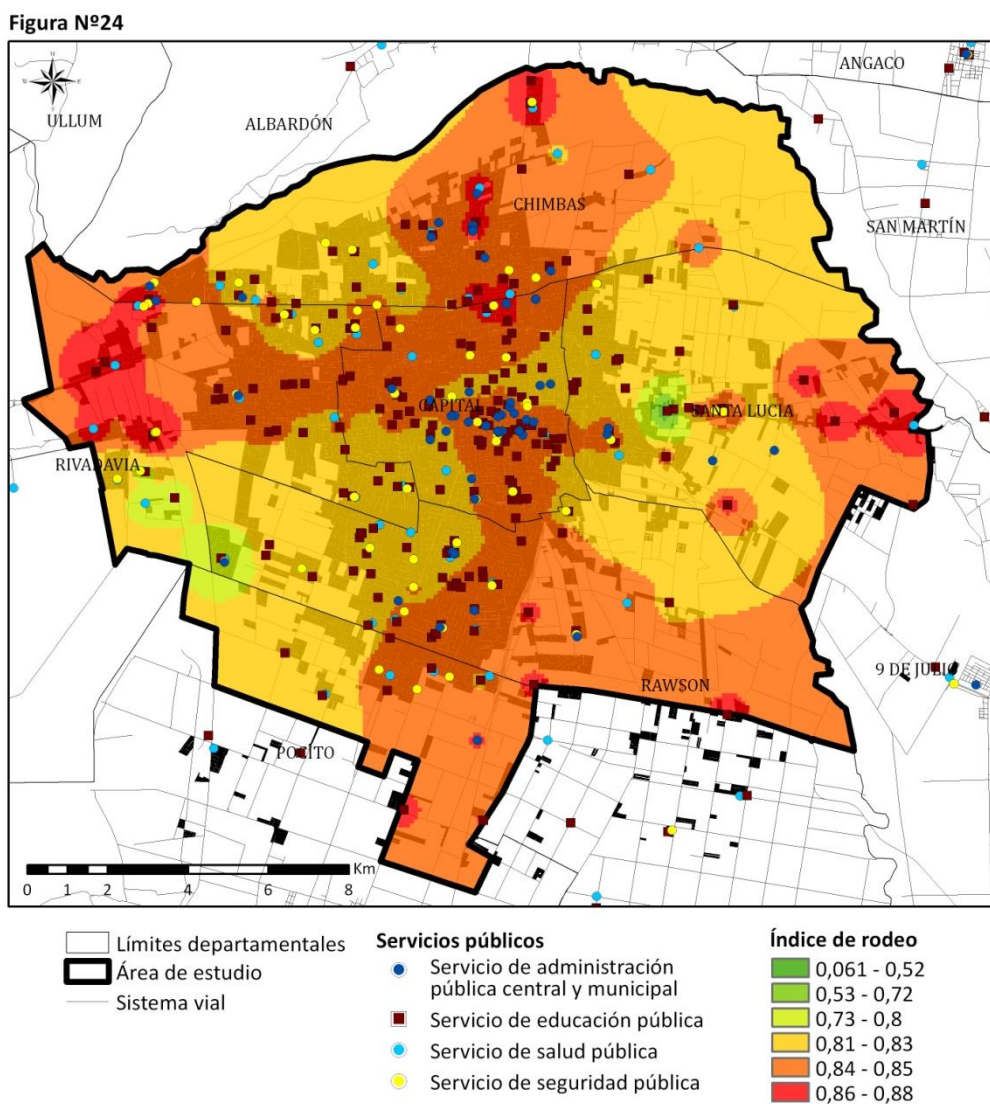 Figura Nº24
ANGACO
ULLUM
ALBARDÓN
CHIMBAS
SAN MARTÍN
CAPITAL
SANTA LUCIA
RIVADAVIA
9 DE JULIO
RAWSON
POCITO
Km
0 1 2 4 6 8
Límites departamentales
Área de estudio
Sistema vial
Servicios públicos
Servicio de administración
pública central y municipal
Servicio de educación pública
Servicio de salud pública
Servicio de seguridad pública
Índice de rodeo
0,061 - 0,52
0,53 - 0,72
0,73 - 0,8
0,81 - 0,83
0,84 - 0,85
0,86 - 0,88